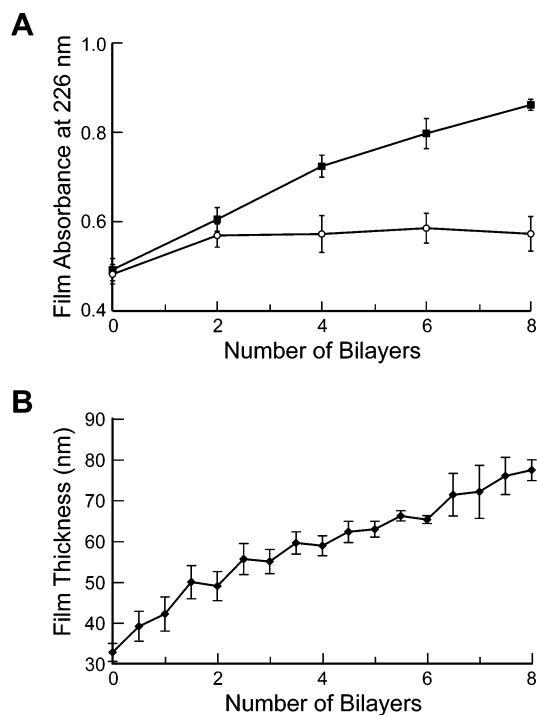 A
Film Absorbance at 226 nm
1.0
0.8
0.6
0.4
0 2 4 6 8
Number of Bilayers
B
Film Thickness (nm)
90
80
70
60
50
40
30
0 2 4 6 8
Number of Bilayers